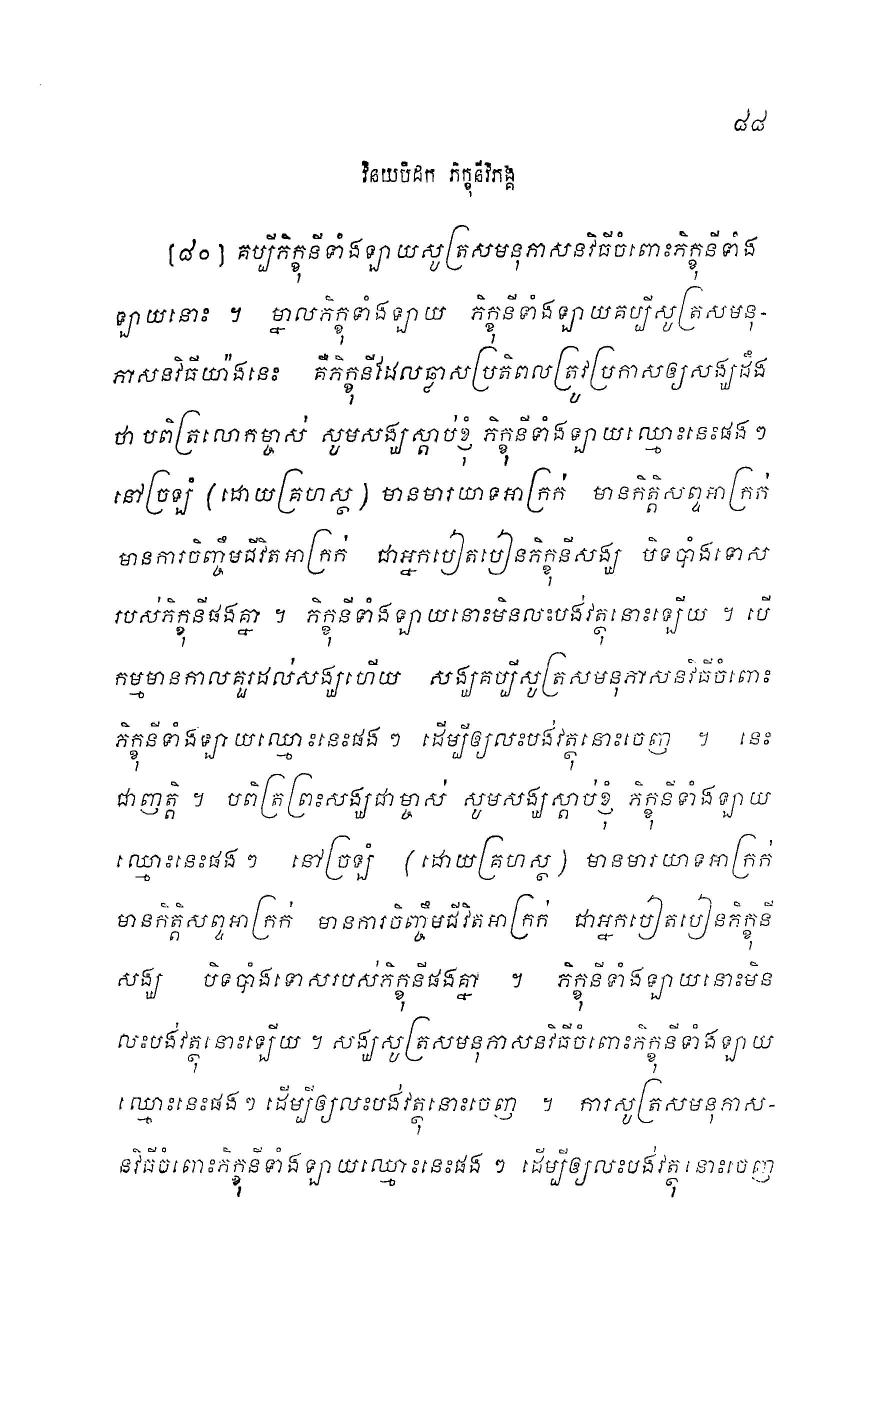 ៨៨
វិនយបិដក ភិក្ខុនីវិភង្គ
[៨០] គប្បីភិក្ខុនីទាំងឡាយសូត្រសមនុភាសនវិធីចំពោះភិក្ខុនីទាំង
ឡាយនោះ ។ ម្នាលភិក្ខុទាំងឡាយ ភិក្ខុនីទាំងឡាយគប្បីសូត្រសមនុ-
ភាសនវិធីយ៉ាងនេះ គឺភិក្ខុនីដែលឆ្លាសប្រតិពលត្រូវប្រកាសឲ្យសង្ឃដឹង
ថា បពិត្រលោកម្ចាស់ សូមសង្ឃស្តាប់ខ្ញុំ ភិក្ខុនីទាំងឡាយឈ្មោះនេះផង ៗ
នៅច្រឡំ (ដោយគ្រហស្ថ) មានមារយាទអាក្រក់ មានកិត្តិសព្ទអាក្រក់
មានការចិញ្ចឹមជីវិតអាក្រក់ ជាអ្នកបៀតបៀនភិក្ខុនីសង្ឃ បិទបាំងទោស
របស់ភិក្ខុនីផងគ្នា ។ ភិក្ខុនីទាំងឡាយនោះមិនលះបង់វត្ថុនោះឡើយ ។ បើ
កម្មមានកាលគួរដល់សង្ឃហើយ សង្ឃគប្បីសូត្រសមនុភាសនវិធីចំពោះ
ភិក្ខុនីទាំងឡាយឈ្មោះនេះផង ៗ ដើម្បីឲ្យលះបង់វត្ថុនោះចេញ ។ នេះ
ជាញត្តិ ។ បពិត្រព្រះសង្ឃជាម្ចាស់ សូមសង្ឃស្តាប់ខ្ញុំ ភិក្ខុនីទាំងឡាយ
ឈ្មោះនេះផង ៗ នៅច្រឡំ (ដោយគ្រហស្ថ) មានមារយាទអាក្រក់
មានកិត្តិសព្ទអាក្រក់ មានការចិញ្ចឹមជីវិតអាក្រក់ ជាអ្នកបៀតបៀនភិក្ខុនី
សង្ឃ បិទបាំងទោសរបស់ភិក្ខុនីផងគ្នា ។ ភិក្ខុនីទាំងឡាយនោះមិន
លះបង់វត្ថុនោះឡើយ ។ សង្ឃសូត្រសមនុភាសនវិធីចំពោះភិក្ខុនីទាំងឡាយ
ឈ្មោះនេះផង ៗ ដើម្បីឲ្យលះបង់វត្ថុនោះចេញ ។ ការសូត្រសមនុភាស-
នវិធីចំពោះភិក្ខុនីទាំងឡាយឈ្មោះនេះផង ៗ ដើម្បីឲ្យលះបង់វត្ថុនោះចេញ